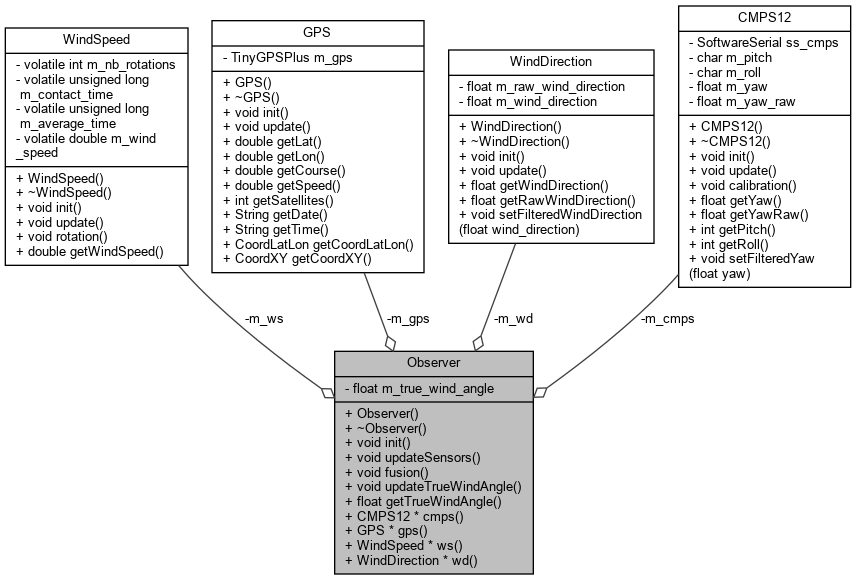 WindSpeed
- volatile int m_nb_rotations
- volatile unsigned long
m_contact_time
- volatile unsigned long
m_average_time
- volatile double m_wind
_speed
+ WindSpeed()
+ ~WindSpeed()
+ void init()
+ void update()
+ void rotation()
+ double getWindSpeed()
GPS
- TinyGPSPlus m_gps
+ GPS()
+ ~GPS()
+ void init()
+ void update()
+ double getLat()
+ double getLon()
+ double getCourse()
+ double getSpeed()
+ int getSatellites()
+ String getDate()
+ String getTime()
+ CoordLatLon getCoordLatLon()
+ CoordXY getCoordXY()
WindDirection
- float m_raw_wind_direction
- float m_wind_direction
+ WindDirection()
+ ~WindDirection()
+ void init()
+ void update()
+ float getWindDirection()
+ float getRawWindDirection()
+ void setFilteredWindDirection
(float wind_direction)
CMPS12
- SoftwareSerial ss_cmps
- char m_pitch
- char m_roll
- float m_yaw
- float m_yaw_raw
+ CMPS12()
+ ~CMPS12()
+ void init()
+ void update()
+ void calibration()
+ float getYaw()
+ float getYawRaw()
+ int getPitch()
+ int getRoll()
+ void setFilteredYaw
(float yaw)
-m_ws
-m_gps
-m_wd
-m_cmps
Observer
- float m_true_wind_angle
+ Observer()
+ ~Observer()
+ void init()
+ void updateSensors()
+ void fusion()
+ void updateTrueWindAngle()
+ float getTrueWindAngle()
+ CMPS12 * cmps()
+ GPS * gps()
+ WindSpeed * ws()
+ WindDirection * wd()